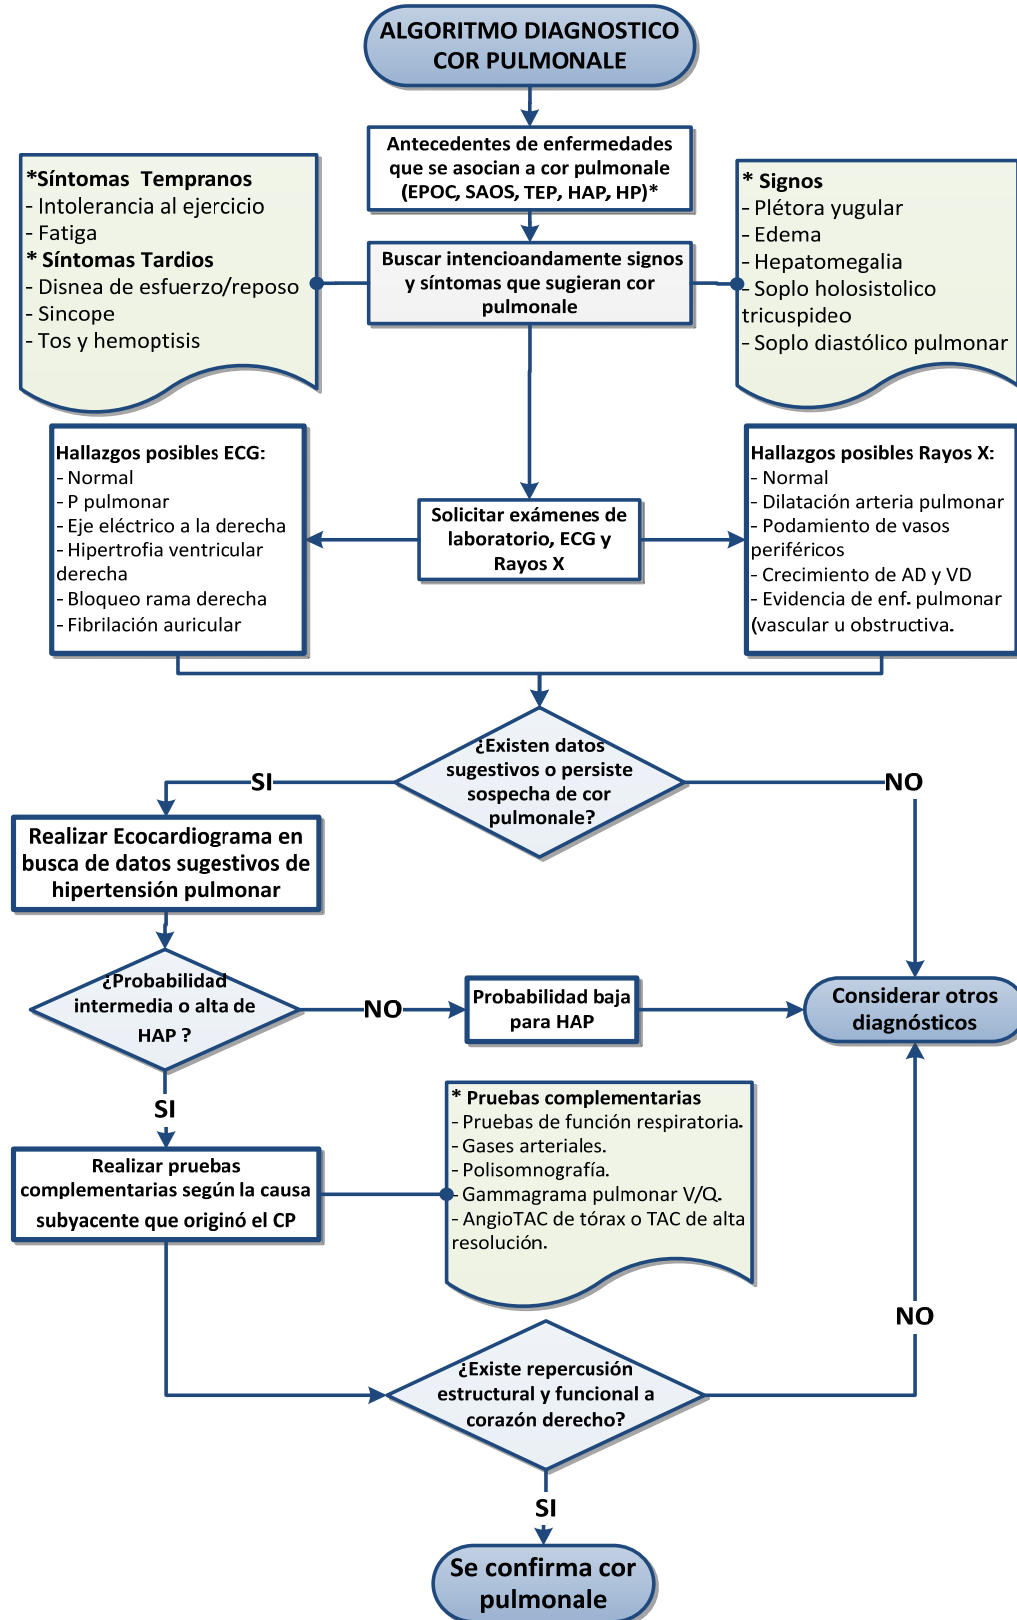 ALGORITMO DIAGNOSTICO
COR PULMONALE
Antecedentes de enfermedades
que se asocian a cor pulmonale
(EPOC, SAOS, TEP, HAP, HP)*
*Síntomas Tempranos
- Intolerancia al ejercicio
- Fatiga
* Síntomas Tardios
- Disnea de esfuerzo/reposo
- Sincope
- Tos y hemoptisis
Buscar intencioandamente signos
y síntomas que sugieran cor
pulmonale
* Signos
- Plétora yugular
- Edema
- Hepatomegalia
- Soplo holosistolico
tricuspideo
- Soplo diastólico pulmonar
Hallazgos posibles ECG:
- Normal
- P pulmonar
- Eje eléctrico a la derecha
- Hipertrofia ventricular
derecha
- Bloqueo rama derecha
- Fibrilación auricular
Solicitar exámenes de
laboratorio, ECG y
Rayos X
Hallazgos posibles Rayos X:
- Normal
- Dilatación arteria pulmonar
- Podamiento de vasos
periféricos
- Crecimiento de AD y VD
- Evidencia de enf. pulmonar
(vascular u obstructiva.
¿Existen datos
sugestivos o persiste
sospecha de cor
pulmonale?
SI
NO
Realizar Ecocardiograma en
busca de datos sugestivos de
hipertensión pulmonar
¿Probabilidad
intermedia o alta de
HAP ?
NO
Probabilidad baja
para HAP
Considerar otros
diagnósticos
SI
Realizar pruebas
complementarias según la causa
subyacente que originó el CP
* Pruebas complementarias
- Pruebas de función respiratoria.
- Gases arteriales.
- Polisomnografía.
- Gammagrama pulmonar V/Q.
- AngioTAC de tórax o TAC de alta
resolución.
NO
¿Existe repercusión
estructural y funcional a
corazón derecho?
SI
Se confirma cor
pulmonale